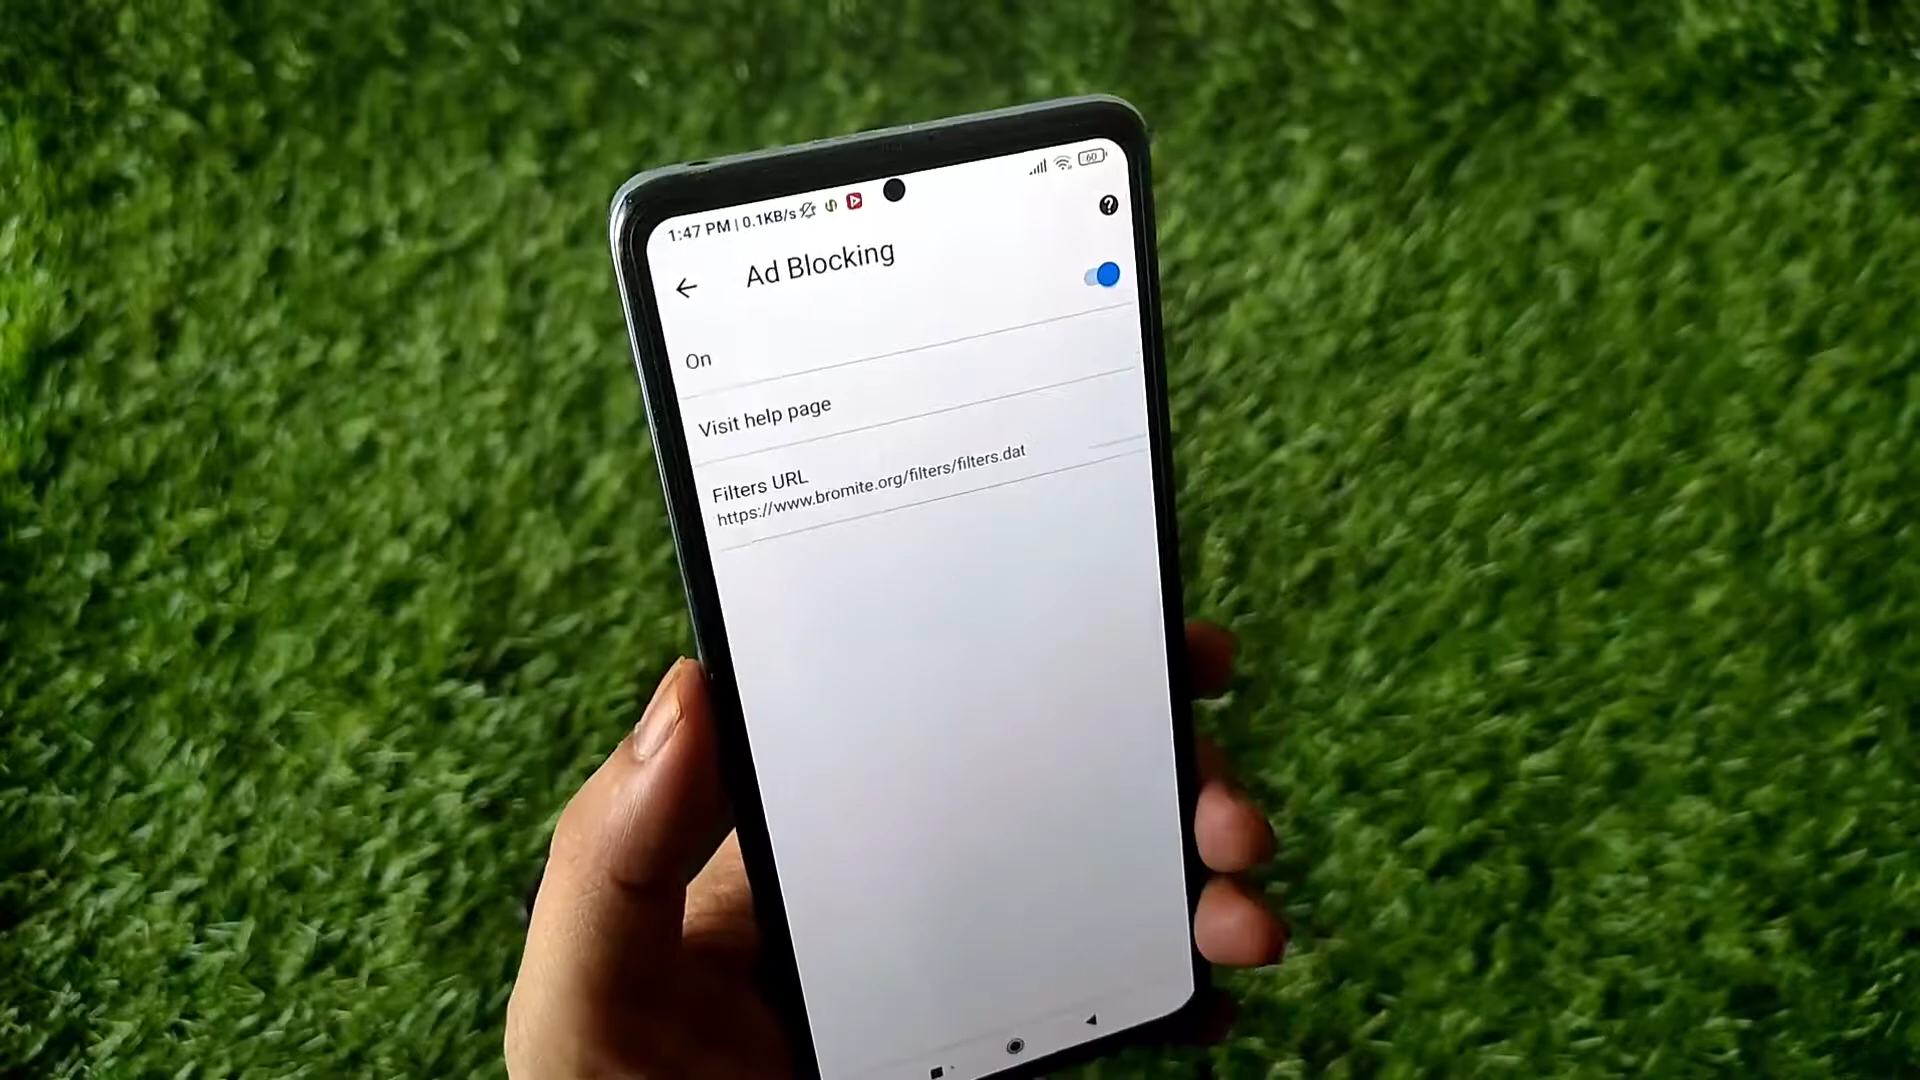 1:47 PM | 0.1KB/s
60
Ad Blocking
On
Visit help page
Filters URL
https://www.bromite.org/filters/filters.dat